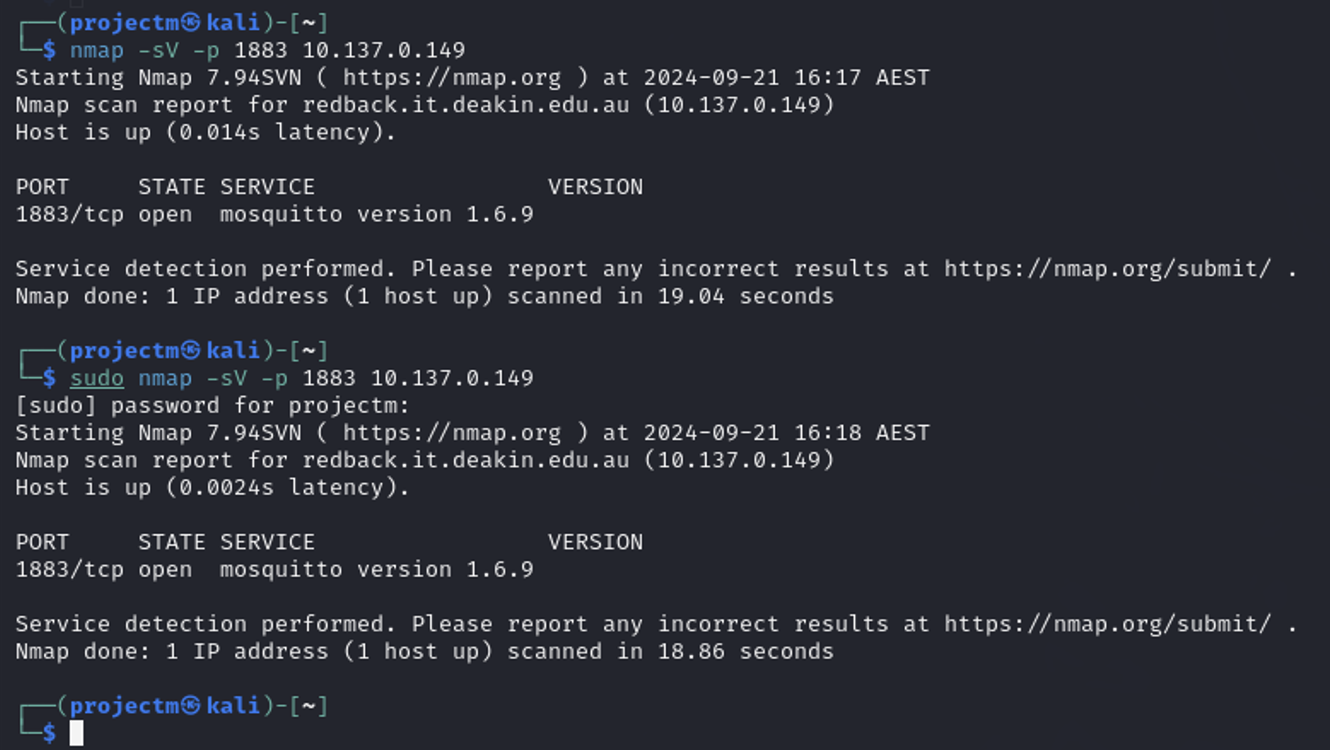 ┌──(projectm㉿kali)-[~]
└─$ nmap -sV -p 1883 10.137.0.149
Starting Nmap 7.94SVN ( https://nmap.org ) at 2024-09-21 16:17 AEST
Nmap scan report for redback.it.deakin.edu.au (10.137.0.149)
Host is up (0.014s latency).
PORT     STATE SERVICE                 VERSION
1883/tcp open  mosquitto version 1.6.9
Service detection performed. Please report any incorrect results at https://nmap.org/submit/ .
Nmap done: 1 IP address (1 host up) scanned in 19.04 seconds
┌──(projectm㉿kali)-[~]
└─$ sudo nmap -sV -p 1883 10.137.0.149
[sudo] password for projectm:
Starting Nmap 7.94SVN ( https://nmap.org ) at 2024-09-21 16:18 AEST
Nmap scan report for redback.it.deakin.edu.au (10.137.0.149)
Host is up (0.0024s latency).
PORT     STATE SERVICE                 VERSION
1883/tcp open  mosquitto version 1.6.9
Service detection performed. Please report any incorrect results at https://nmap.org/submit/ .
Nmap done: 1 IP address (1 host up) scanned in 18.86 seconds
┌──(projectm㉿kali)-[~]
└─$